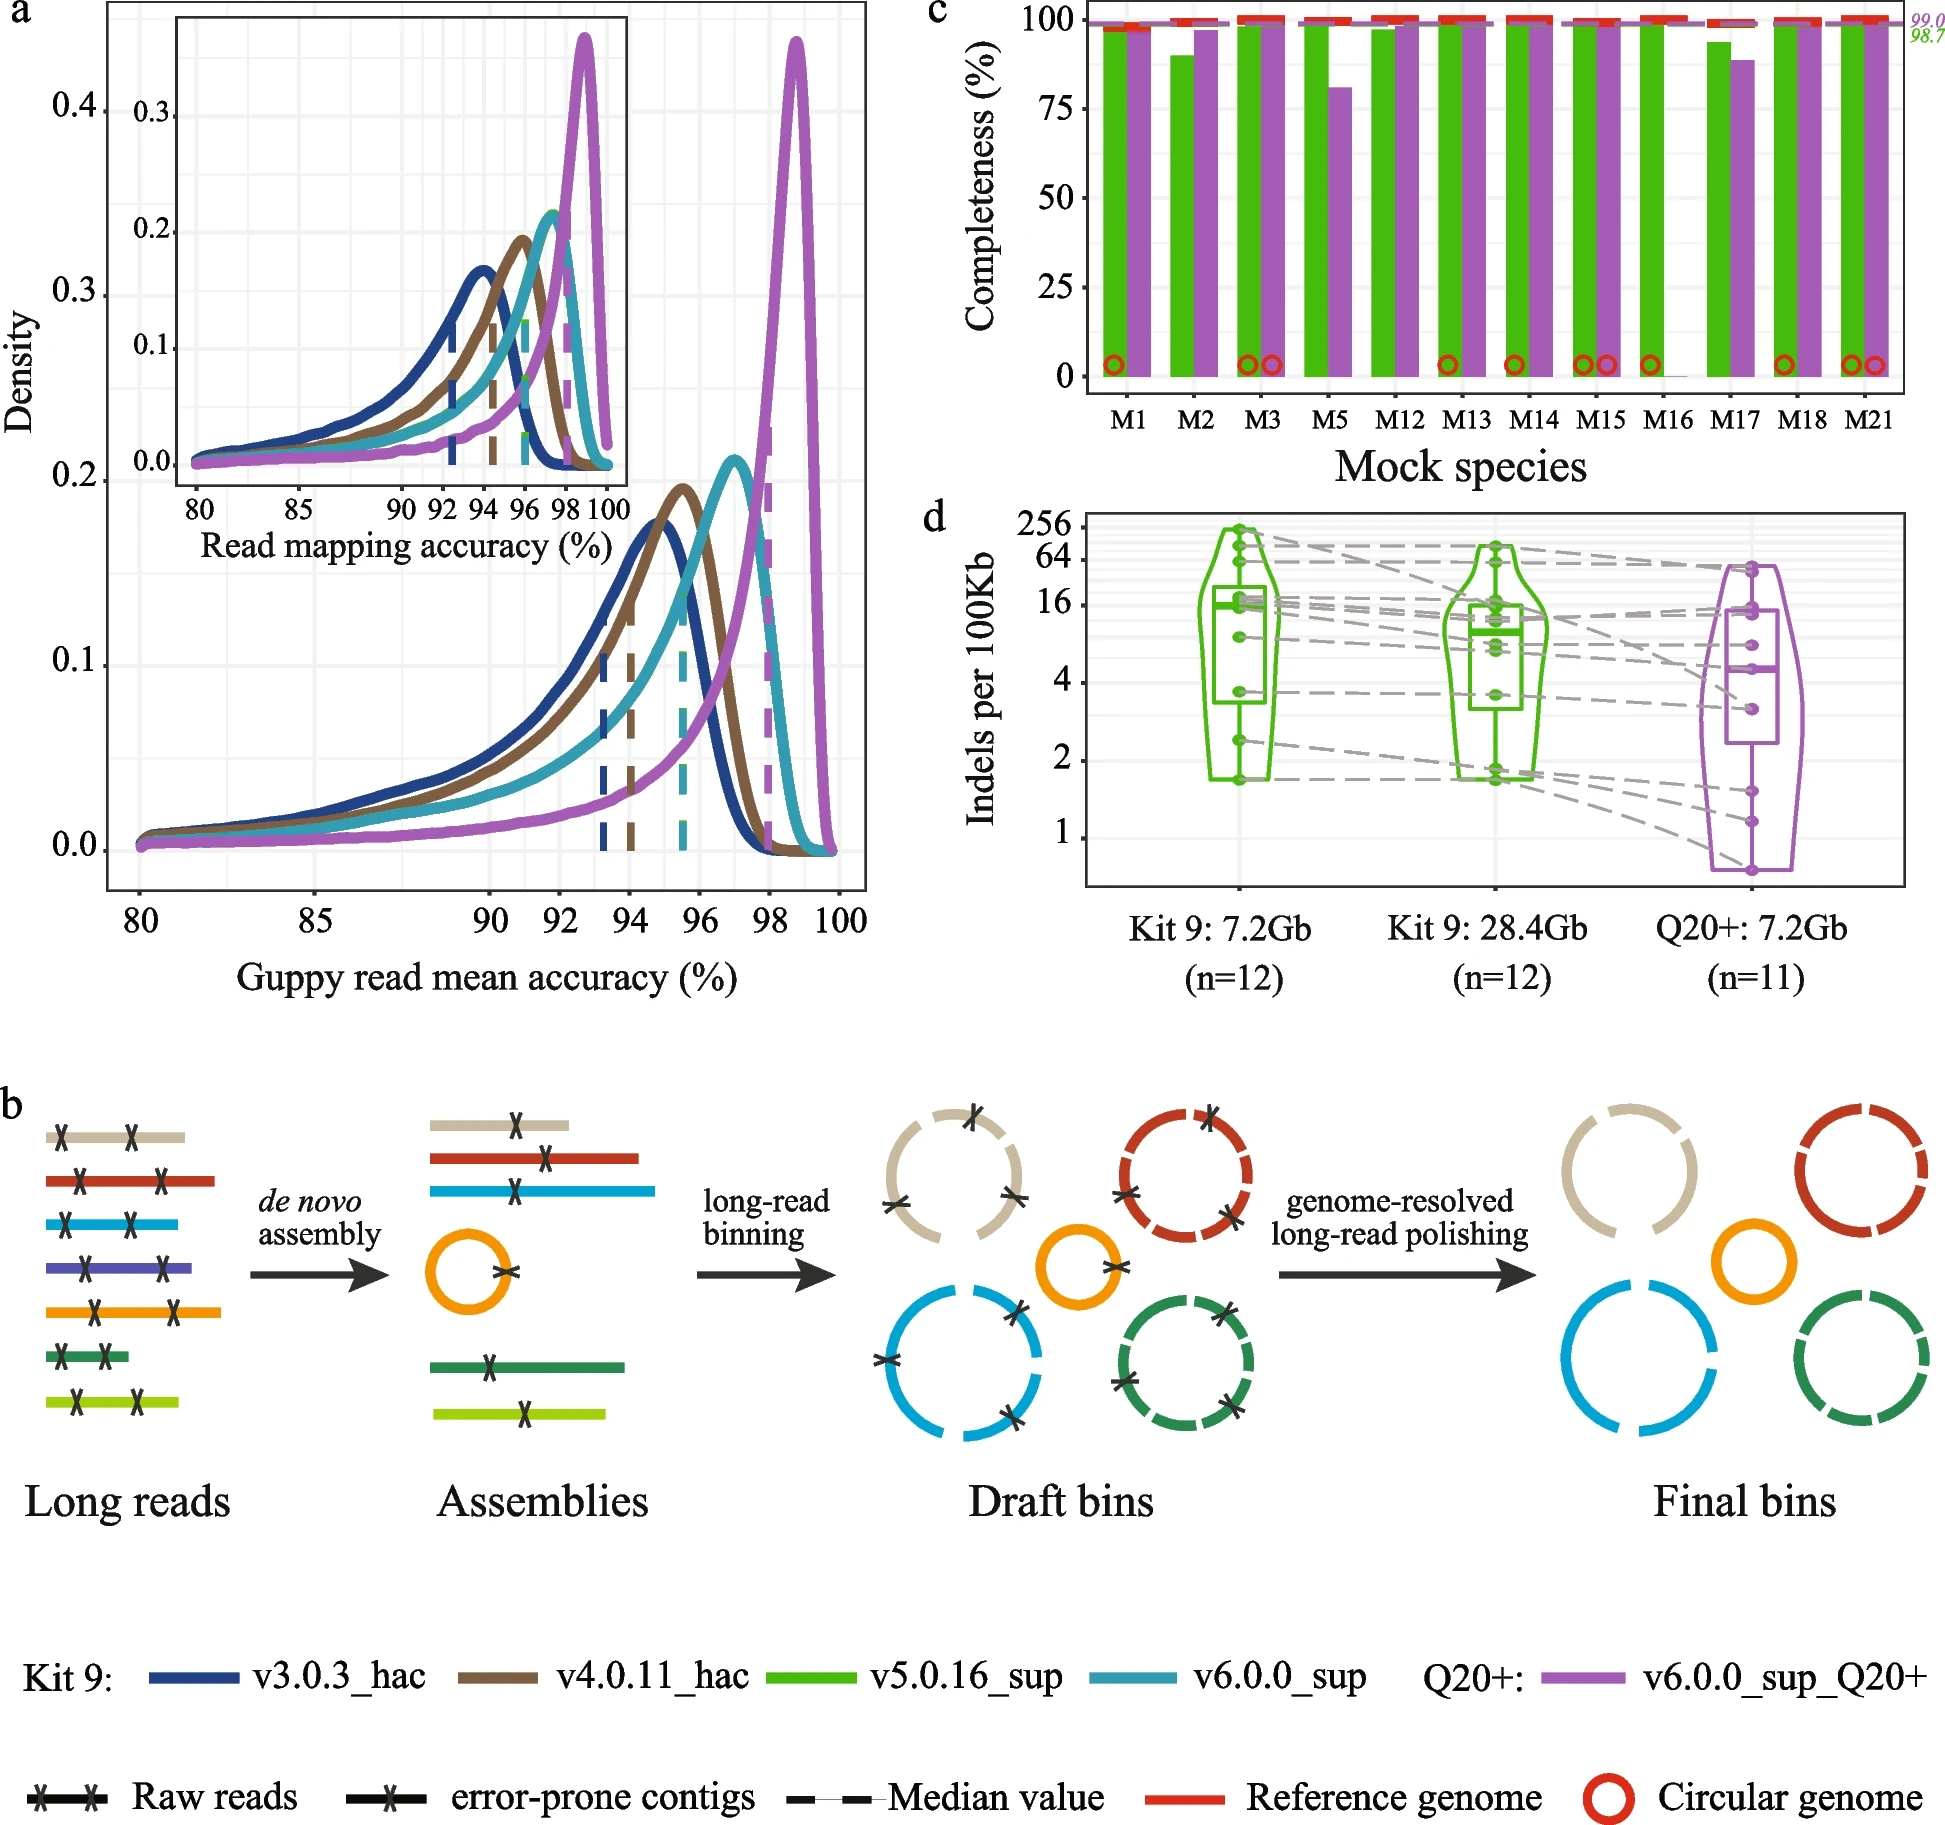 a
Density
0.4
0.3
0.2
0.1
0.0
80 85 90 92 94 96 98 100
Guppy read mean accuracy (%)
0.3
0.2
0.1
0.0
80 85 90 92 94 96 98 100
Read mapping accuracy (%)
c
Completeness (%)
100
75
50
25
0
99.0
98.7
M1 M2 M3 M5 M12 M13 M14 M15 M16 M17 M18 M21
Mock species
d
Indels per 100Kb
256
64
16
4
2
1
Kit 9: 7.2Gb Kit 9: 28.4Gb Q20+: 7.2Gb
(n=12) (n=12) (n=11)
b
de novo
assembly
long-read
binning
genome-resolved
long-read polishing
Long reads Assemblies Draft bins Final bins
Kit 9: v3.0.3_hac v4.0.11_hac v5.0.16_sup v6.0.0_sup Q20+: v6.0.0_sup_Q20+
Raw reads error-prone contigs Median value Reference genome Circular genome